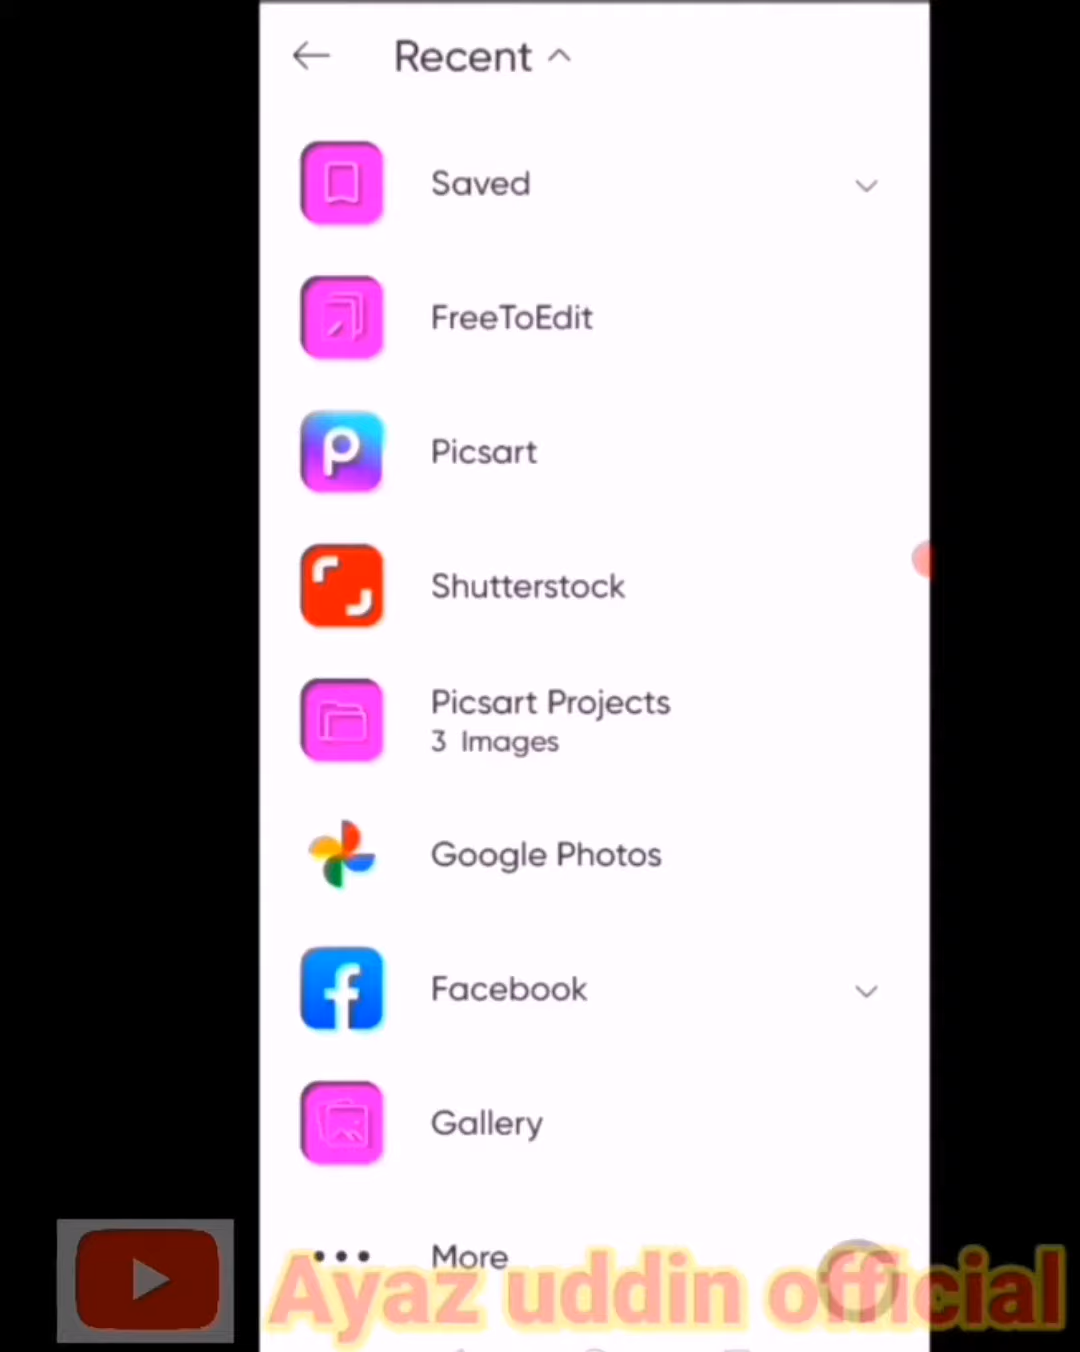 Recent
Saved
FreeToEdit
Picsart
Shutterstock
Picsart Projects
3 Images
Google Photos
Facebook
Gallery
More
Ayaz uddin official